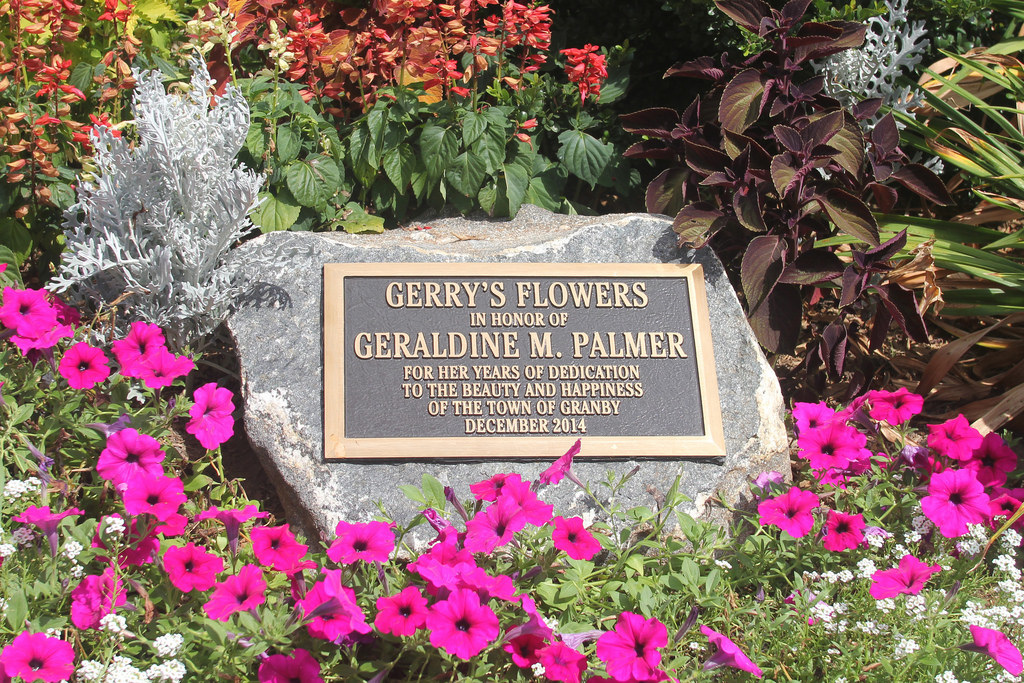 GERRY'S FLOWERS
IN HONOR OF
GERALDINE M. PALMER
FOR HER YEARS OF DEDICATION
TO THE BEAUTY AND HAPPINESS
OF THE TOWN OF GRANBY
DECEMBER 2014